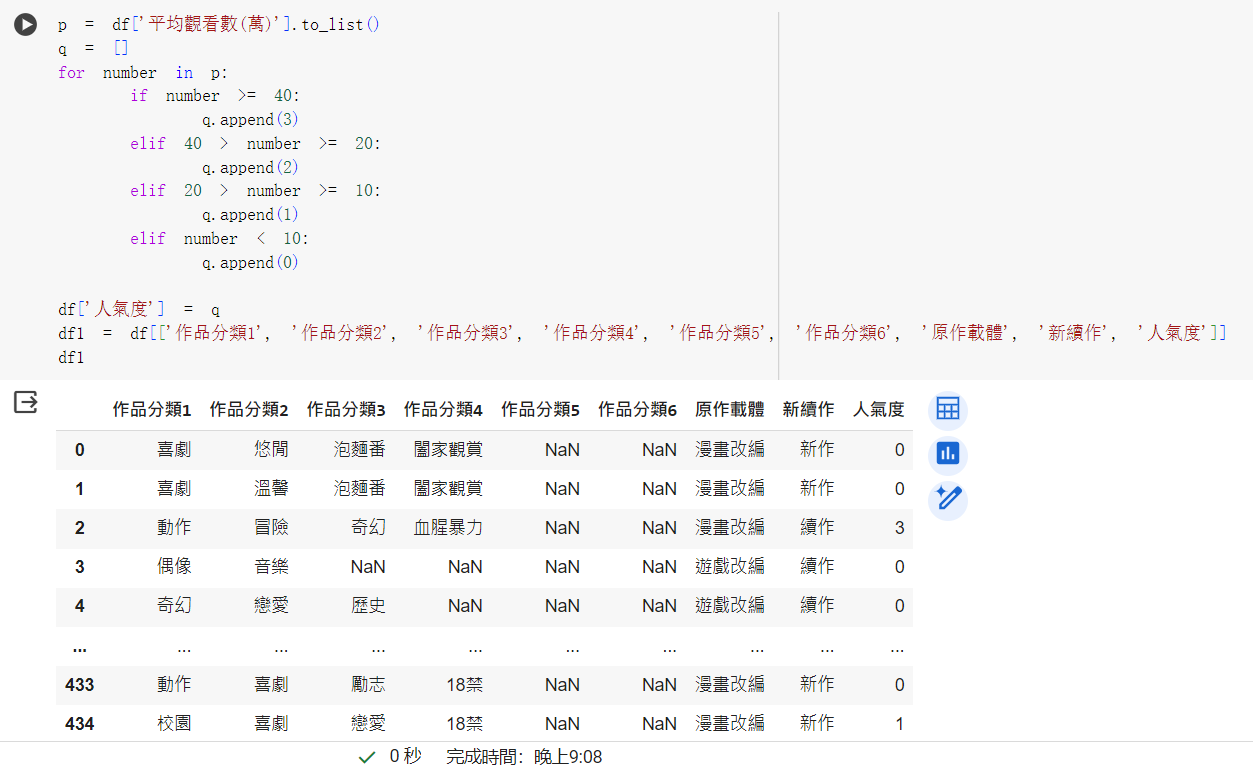 p = df['平均觀看數(萬)'].to_list()
q = []
for number in p:
if number >= 40:
q.append(3)
elif 40 > number >= 20:
q.append(2)
elif 20 > number >= 10:
q.append(1)
elif number < 10:
q.append(0)
df['人氣度'] = q
df1 = df[['作品分類1', '作品分類2', '作品分類3', '作品分類4', '作品分類5', '作品分類6', '原作載體', '新續作', '人氣度']]
df1
作品分類1 作品分類2 作品分類3 作品分類4 作品分類5 作品分類6 原作載體 新續作 人氣度
0 喜劇 悠閒 泡麵番 闔家觀賞 NaN NaN 漫畫改編 新作 0
1 喜劇 溫馨 泡麵番 闔家觀賞 NaN NaN 漫畫改編 新作 0
2 動作 冒險 奇幻 血腥暴力 NaN NaN 漫畫改編 續作 3
3 偶像 音樂 NaN NaN NaN NaN 遊戲改編 續作 0
4 奇幻 戀愛 歷史 NaN NaN NaN 遊戲改編 續作 0
... ... ... ... ... ... ... ... ... ...
433 動作 喜劇 勵志 18禁 NaN NaN 漫畫改編 新作 0
434 校園 喜劇 戀愛 18禁 NaN NaN 漫畫改編 新作 1
0 秒 完成時間：晚上9:08